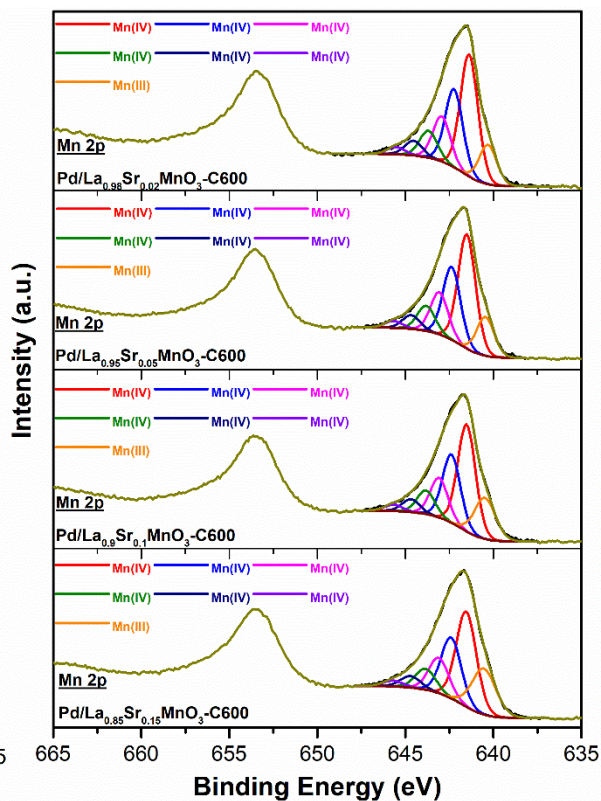 Mn(IV) Mn(IV) Mn(IV)
Mn(IV) Mn(IV) Mn(IV)
Mn(III)
Mn 2p
Pd/La0.98Sr0.02MnO3-C600
Mn(IV) Mn(IV) Mn(IV)
Mn(IV) Mn(IV) Mn(IV)
Mn(III)
Mn 2p
Pd/La0.95Sr0.05MnO3-C600
Mn(IV) Mn(IV) Mn(IV)
Mn(IV) Mn(IV) Mn(IV)
Mn(III)
Mn 2p
Pd/La0.9Sr0.1MnO3-C600
Mn(IV) Mn(IV) Mn(IV)
Mn(IV) Mn(IV) Mn(IV)
Mn(III)
Mn 2p
Pd/La0.85Sr0.15MnO3-C600
Intensity (a.u.)
5
665 660 655 650 645 640 635
Binding Energy (eV)